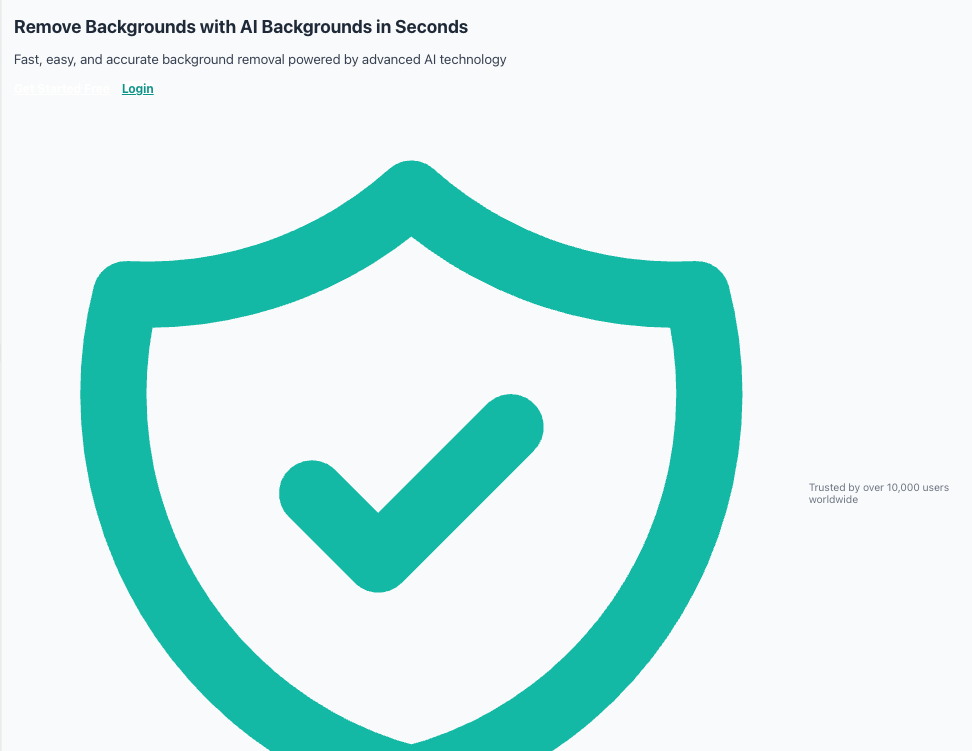 Remove Backgrounds with AI Backgrounds in Seconds
Fast, easy, and accurate background removal powered by advanced AI technology
Get Started Free Login
Trusted by over 10,000 users
worldwide